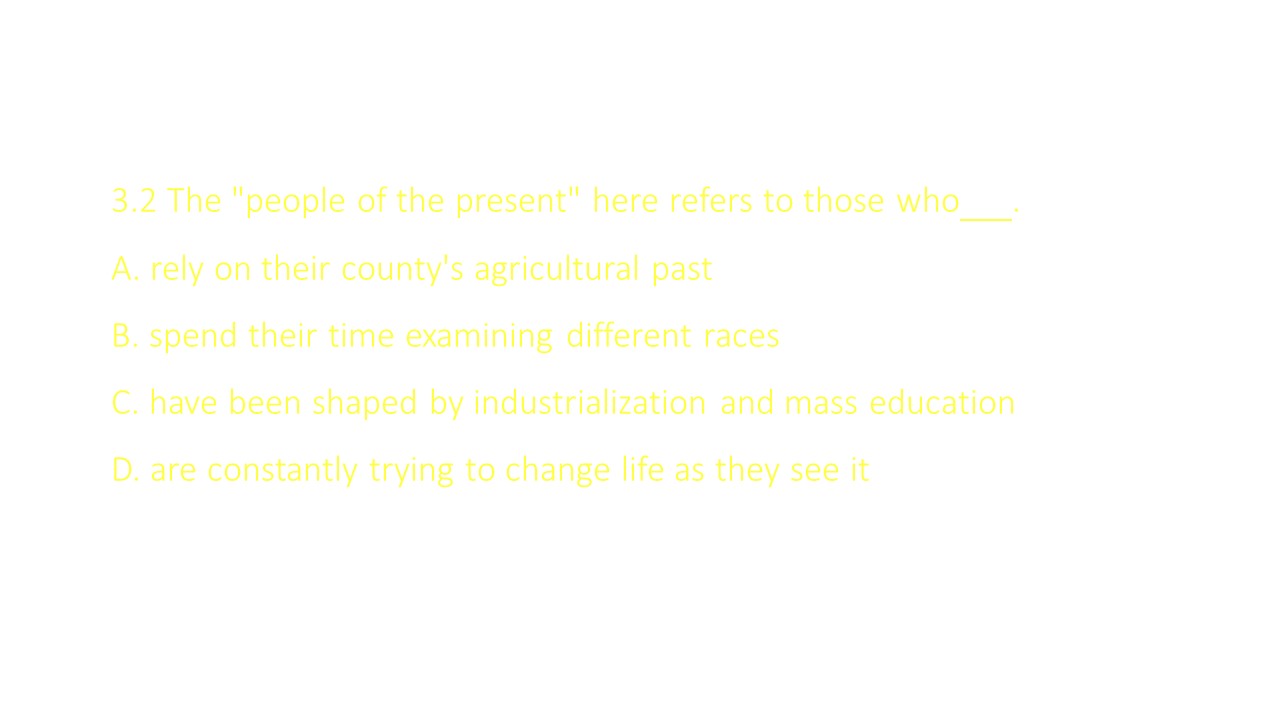 3.2 The "people of the present" here refers to those who___.
A. rely on their county's agricultural past
B. spend their time examining different races
C. have been shaped by industrialization and mass education
D. are constantly trying to change life as they see it